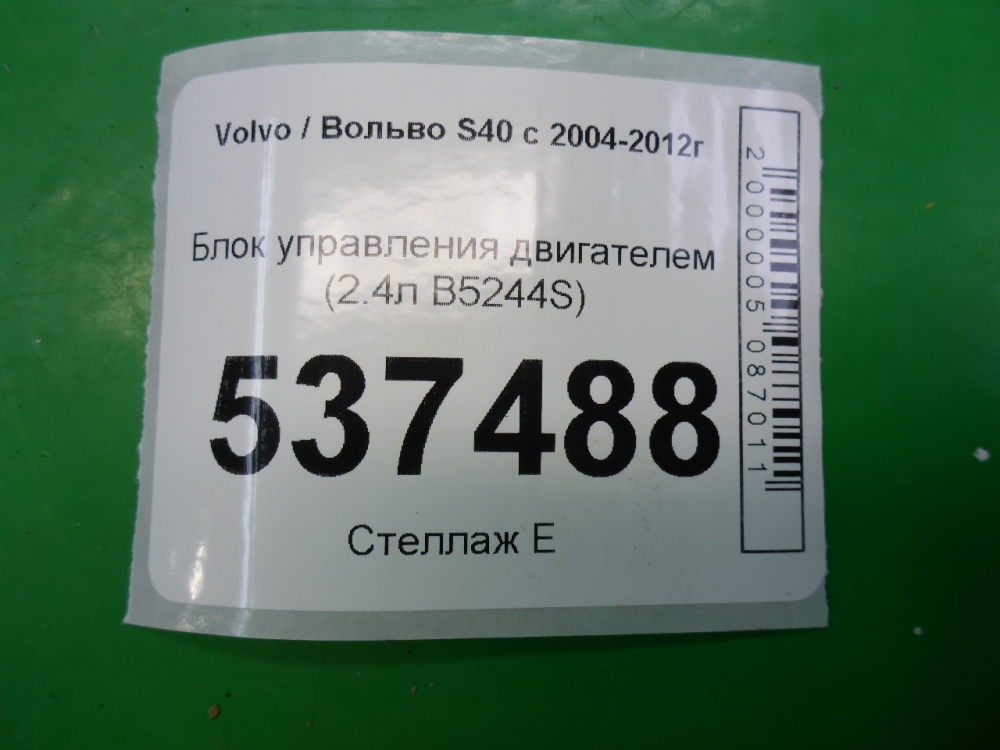 Volvo / Вольво S40 с 2004-2012г
Блок управления двигателем
(2.4л B5244S)
537488
Стеллаж Е
2000005087011